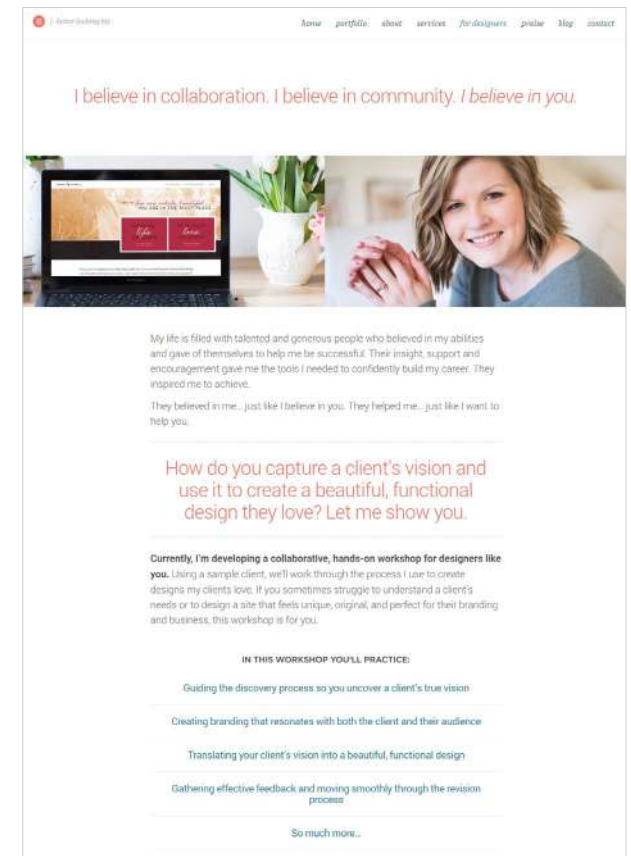 home portfolio about services for designers praise blog contact
I believe in collaboration. I believe in community. I believe in you.
My life is filled with talented and generous people who believed in my abilities
and gave of themselves to help me be successful. Their insight, support and
encouragement gave me the tools I needed to confidently build my career. They
inspired me to achieve.
They believed in me... just like I believe in you. They helped me... just like I want to
help you.
How do you capture a client's vision and
use it to create a beautiful, functional
design they love? Let me show you.
Currently, I'm developing a collaborative, hands-on workshop for designers like
you. Using a sample client, we'll work through the process I use to create
designs my clients love. If you sometimes struggle to understand a client's
needs or to design a site that feels unique, original, and perfect for their branding
and business, this workshop is for you.
IN THIS WORKSHOP YOU'LL PRACTICE:
Guiding the discovery process so you uncover a client's true vision
Creating branding that resonates with both the client and their audience
Translating your client's vision into a beautiful, functional design
Gathering effective feedback and moving smoothly through the revision
process
So much more...